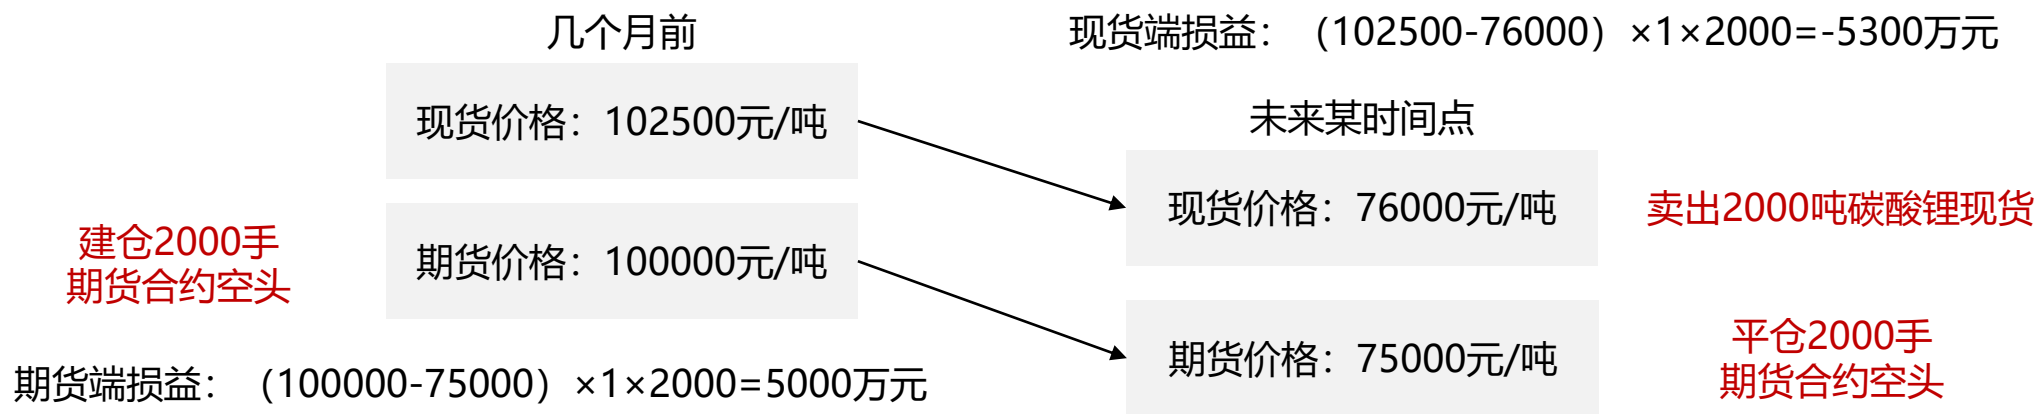 几个月前
现货端损益：（102500-76000）×1×2000=-5300万元
现货价格：102500元/吨
未来某时间点
现货价格：76000元/吨
卖出2000吨碳酸锂现货
建仓2000手
期货合约空头
期货价格：100000元/吨
期货价格：75000元/吨
平仓2000手
期货合约空头
期货端损益：（100000-75000）×1×2000=5000万元